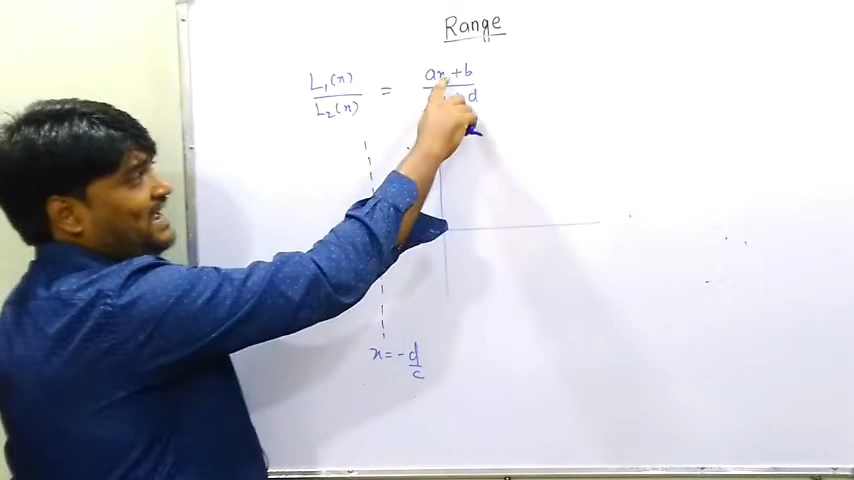 Range
L₁(x) / L₂(x) = ax + b / + d
x = -d/c